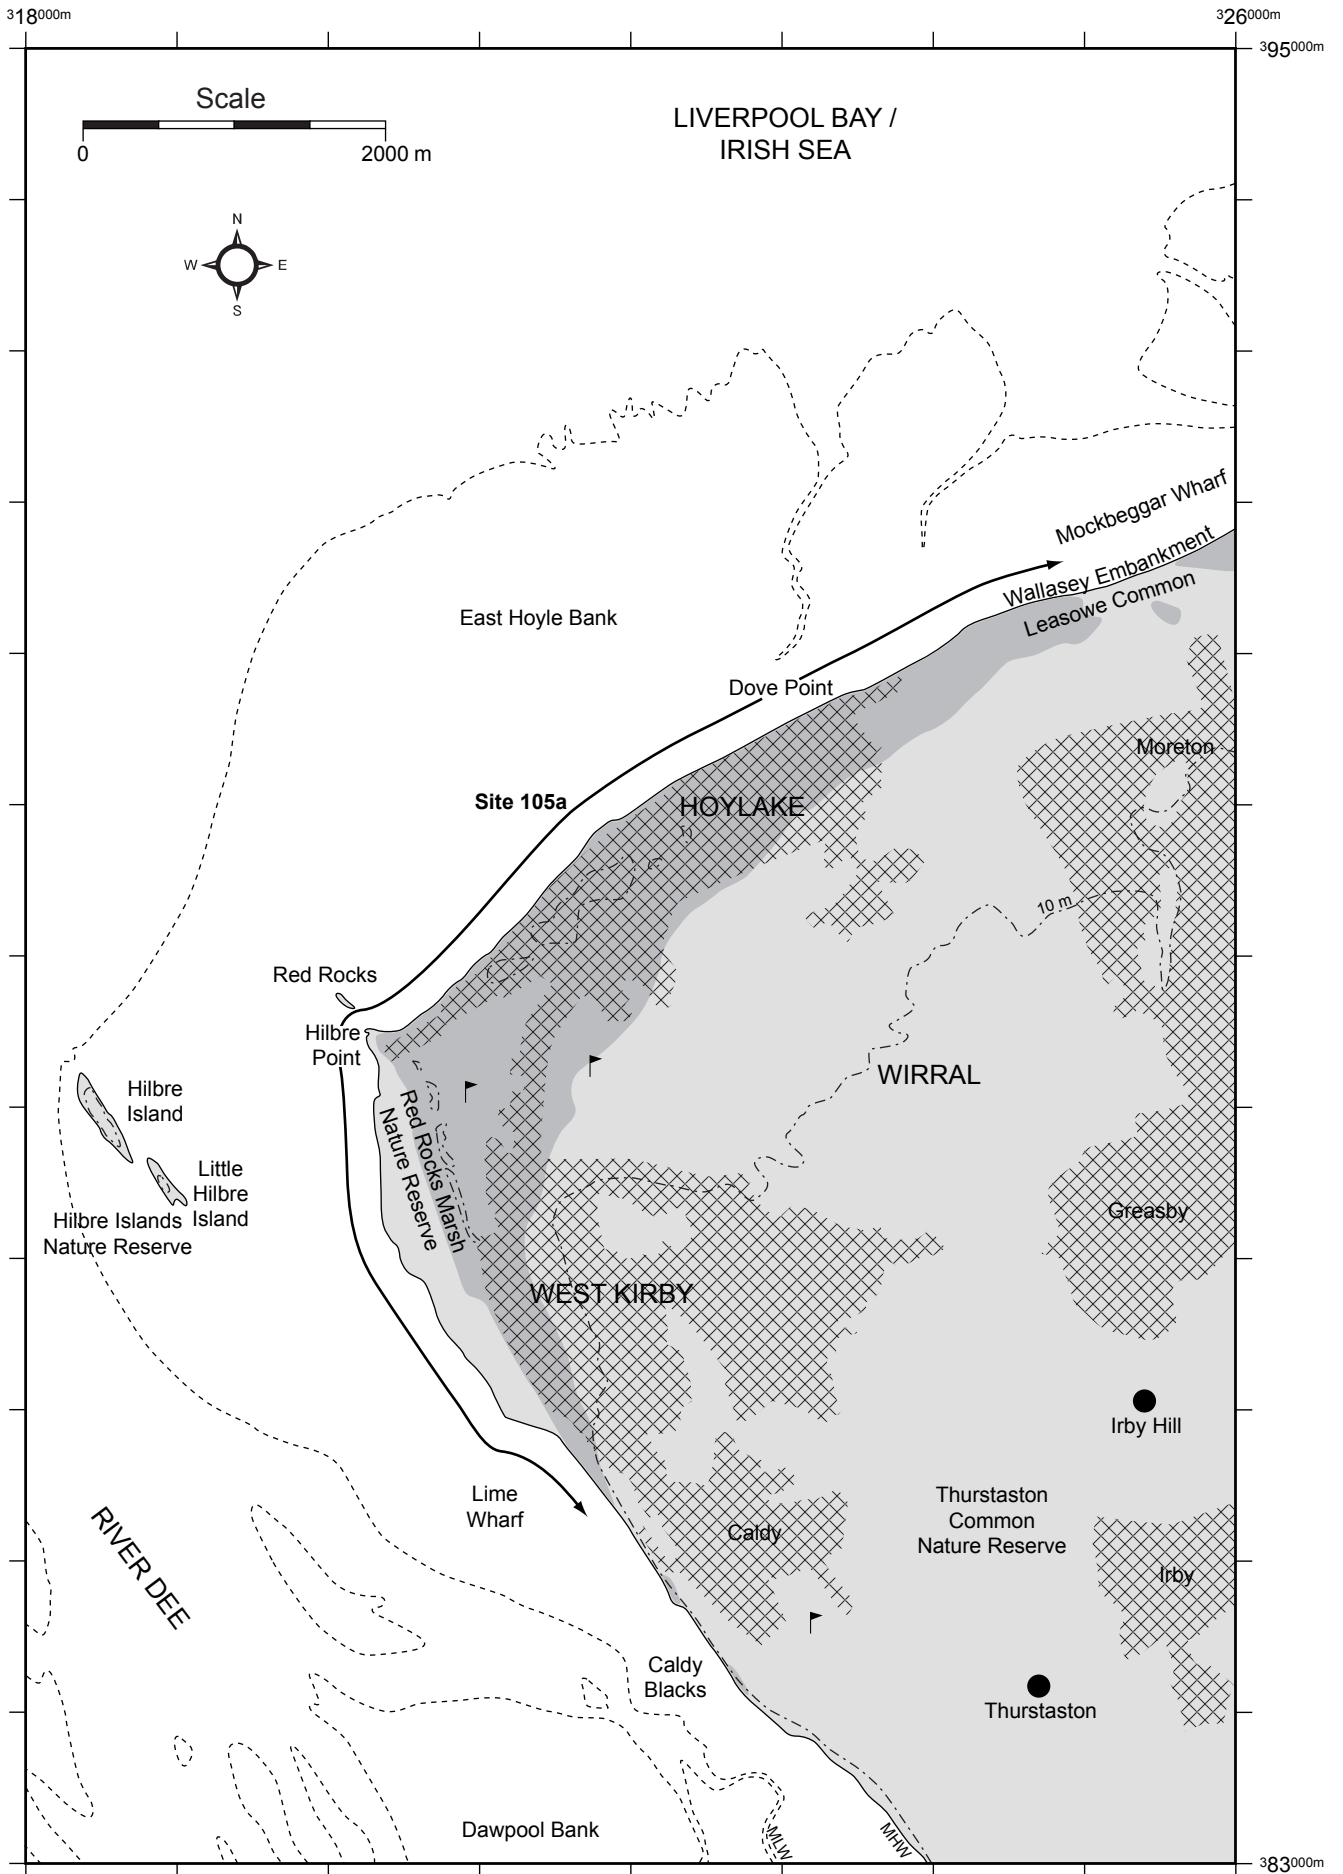 318000m
326000m
395000m
Scale
0
2000 m
LIVERPOOL BAY /
IRISH SEA
N
W
E
S
Mockbeggar Wharf
Wallasey Embankment
Leasowe Common
East Hoyle Bank
Dove Point
Moreton
Site 105a
HOYLAKE
10 m
Red Rocks
Hilbre
Point
WIRRAL
Hilbre
Island
Red Rocks Marsh
Nature Reserve
Little
Hilbre
Island
Hilbre Islands
Nature Reserve
Greasby
WEST KIRBY
Irby Hill
Lime
Wharf
Thurstaston
Common
Nature Reserve
Caldy
RIVER DEE
Irby
Caldy
Blacks
Thurstaston
Dawpool Bank
MLW
MHW
383000m